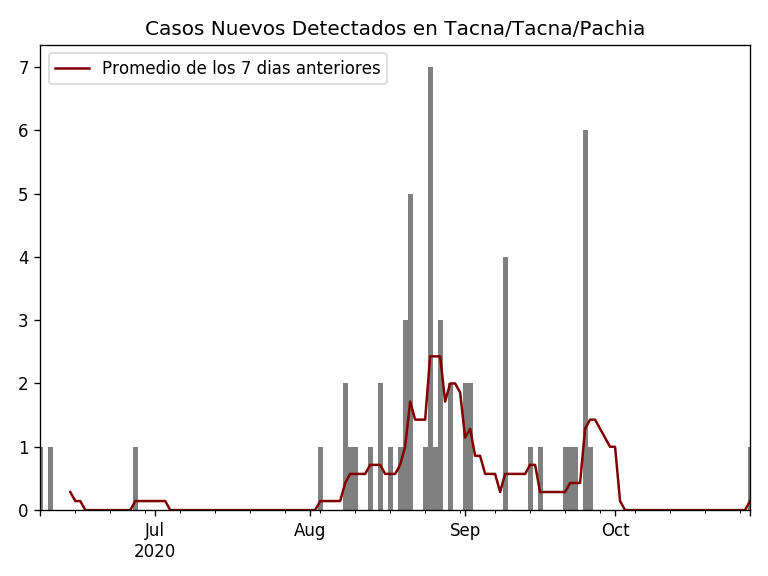 Casos Nuevos Detectados en Tacna/Tacna/Pachia
Promedio de los 7 dias anteriores
7
6
5
4
3
2
1
0
Jul
2020
Aug
Sep
Oct